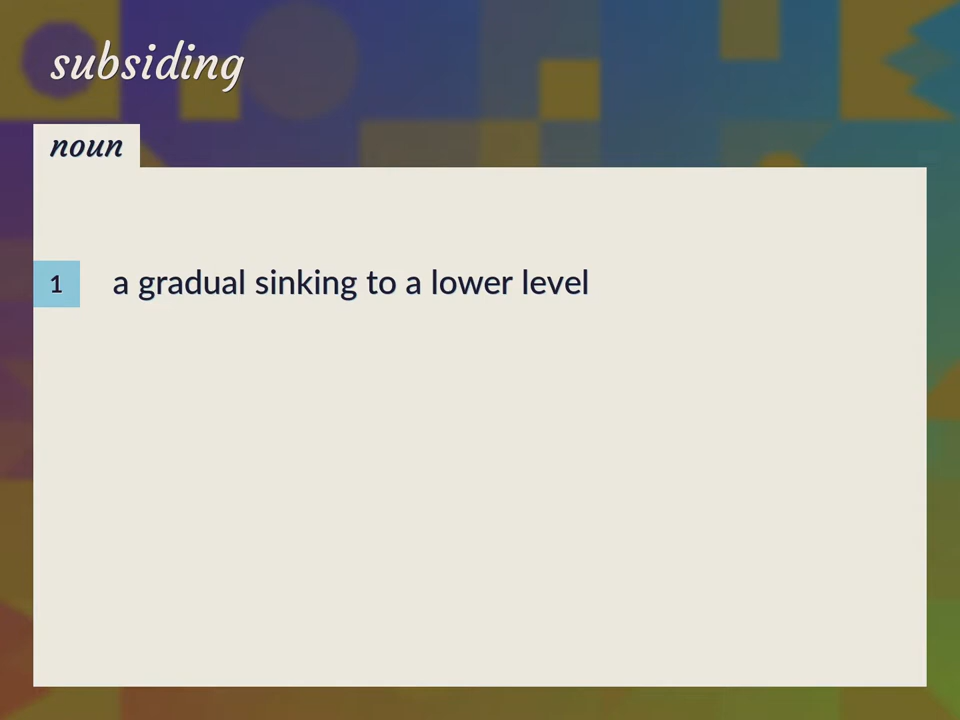 subsiding
noun
1 a gradual sinking to a lower level